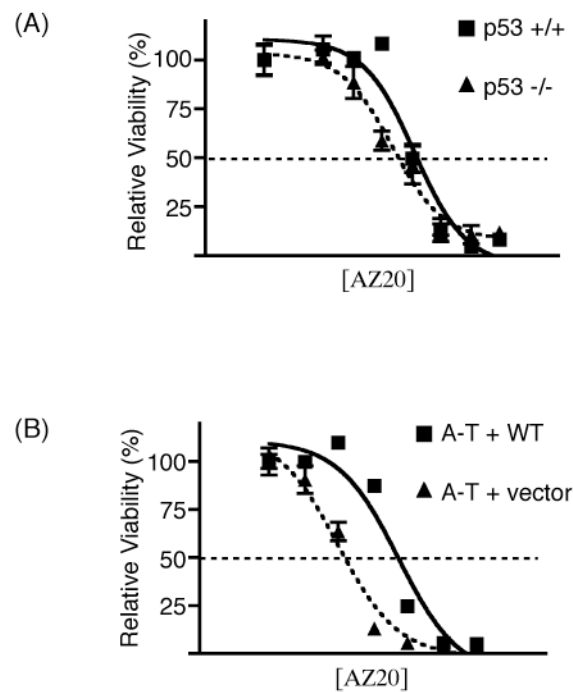 (A)
Relative Viability (%)
100
75
50
25
p53 +/+
p53 -/-
[AZ20]
(B)
Relative Viability (%)
100
75
50
25
A-T + WT
A-T + vector
[AZ20]